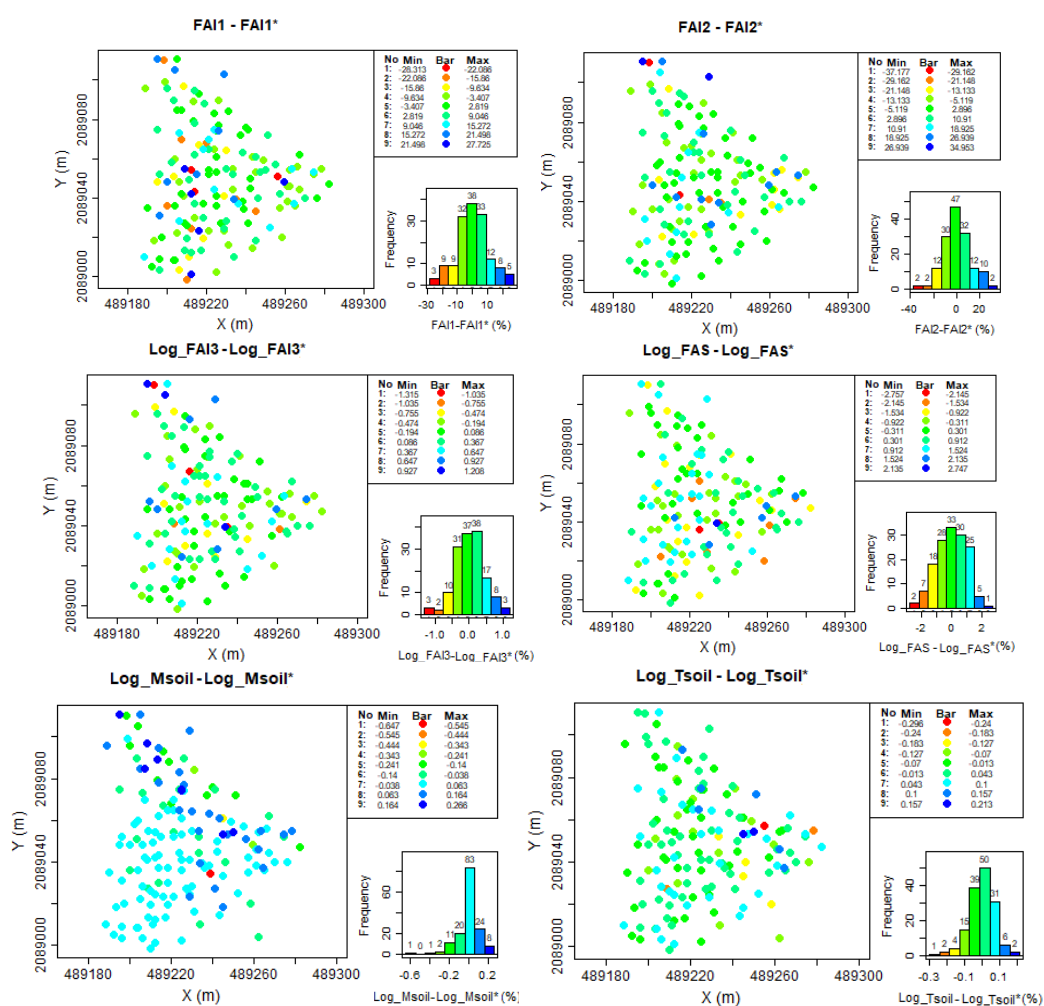 FAI1 - FAI1*
No Min Bar Max
1: -28.313 -22.086
2: -22.086 -15.86
3: -15.86 -9.634
4: -9.634 -3.407
5: -3.407 2.819
6: 2.819 9.046
7: 9.046 15.272
8: 15.272 21.498
9: 21.498 27.725
Y (m)
2089000 2089040 2089080
489180 489220 489260 489300
X (m)
Frequency
0 10 30
3 9 9 32 38 33 12 8 5
-30 -10 10
FAI1-FAI1* (%)
FAI2 - FAI2*
No Min Bar Max
1: -37.177 -29.162
2: -29.162 -21.148
3: -21.148 -13.133
4: -13.133 -5.119
5: -5.119 2.896
6: 2.896 10.91
7: 10.91 18.925
8: 18.925 26.939
9: 26.939 34.953
Y (m)
2089000 2089040 2089080
489180 489220 489260 489300
X (m)
Frequency
0 20 40
2 2 12 30 47 32 12 10 2
-40 0 20
FAI2-FAI2* (%)
Log_FAI3 - Log_FAI3*
No Min Bar Max
1: -1.315 -1.035
2: -1.035 -0.755
3: -0.755 -0.474
4: -0.474 -0.194
5: -0.194 0.086
6: 0.086 0.367
7: 0.367 0.647
8: 0.647 0.927
9: 0.927 1.208
Y (m)
2089000 2089040 2089080
489180 489220 489260 489300
X (m)
Frequency
0 10 30
3 2 10 31 37 38 17 8 3
-1.0 0.0 1.0
Log_FAI3-Log_FAI3* (%)
Log_FAS - Log_FAS*
No Min Bar Max
1: -2.757 -2.145
2: -2.145 -1.534
3: -1.534 -0.922
4: -0.922 -0.311
5: -0.311 0.301
6: 0.301 0.912
7: 0.912 1.524
8: 1.524 2.135
9: 2.135 2.747
Y (m)
2089000 2089040 2089080
489180 489220 489260 489300
X (m)
Frequency
0 10 30
2 7 18 28 33 30 25 5 1
-2 0 2
Log_FAS - Log_FAS* (%)
Log_Msoil - Log_Msoil*
No Min Bar Max
1: -0.647 -0.545
2: -0.545 -0.444
3: -0.444 -0.343
4: -0.343 -0.241
5: -0.241 -0.14
6: -0.14 -0.038
7: -0.038 0.063
8: 0.063 0.164
9: 0.164 0.266
Y (m)
2089000 2089040 2089080
489180 489220 489260 489300
X (m)
Frequency
0 20 60
1 0 1 2 11 20 83 24 8
-0.6 -0.2 0.2
Log_Msoil-Log_Msoil* (%)
Log_Tsoil - Log_Tsoil*
No Min Bar Max
1: -0.296 -0.24
2: -0.24 -0.183
3: -0.183 -0.127
4: -0.127 -0.07
5: -0.07 -0.013
6: -0.013 0.043
7: 0.043 0.1
8: 0.1 0.157
9: 0.157 0.213
Y (m)
2089000 2089040 2089080
489180 489220 489260 489300
X (m)
Frequency
0 20 40
1 2 4 15 39 50 31 6 2
-0.3 -0.1 0.1
Log_Tsoil-Log_Tsoil* (%)